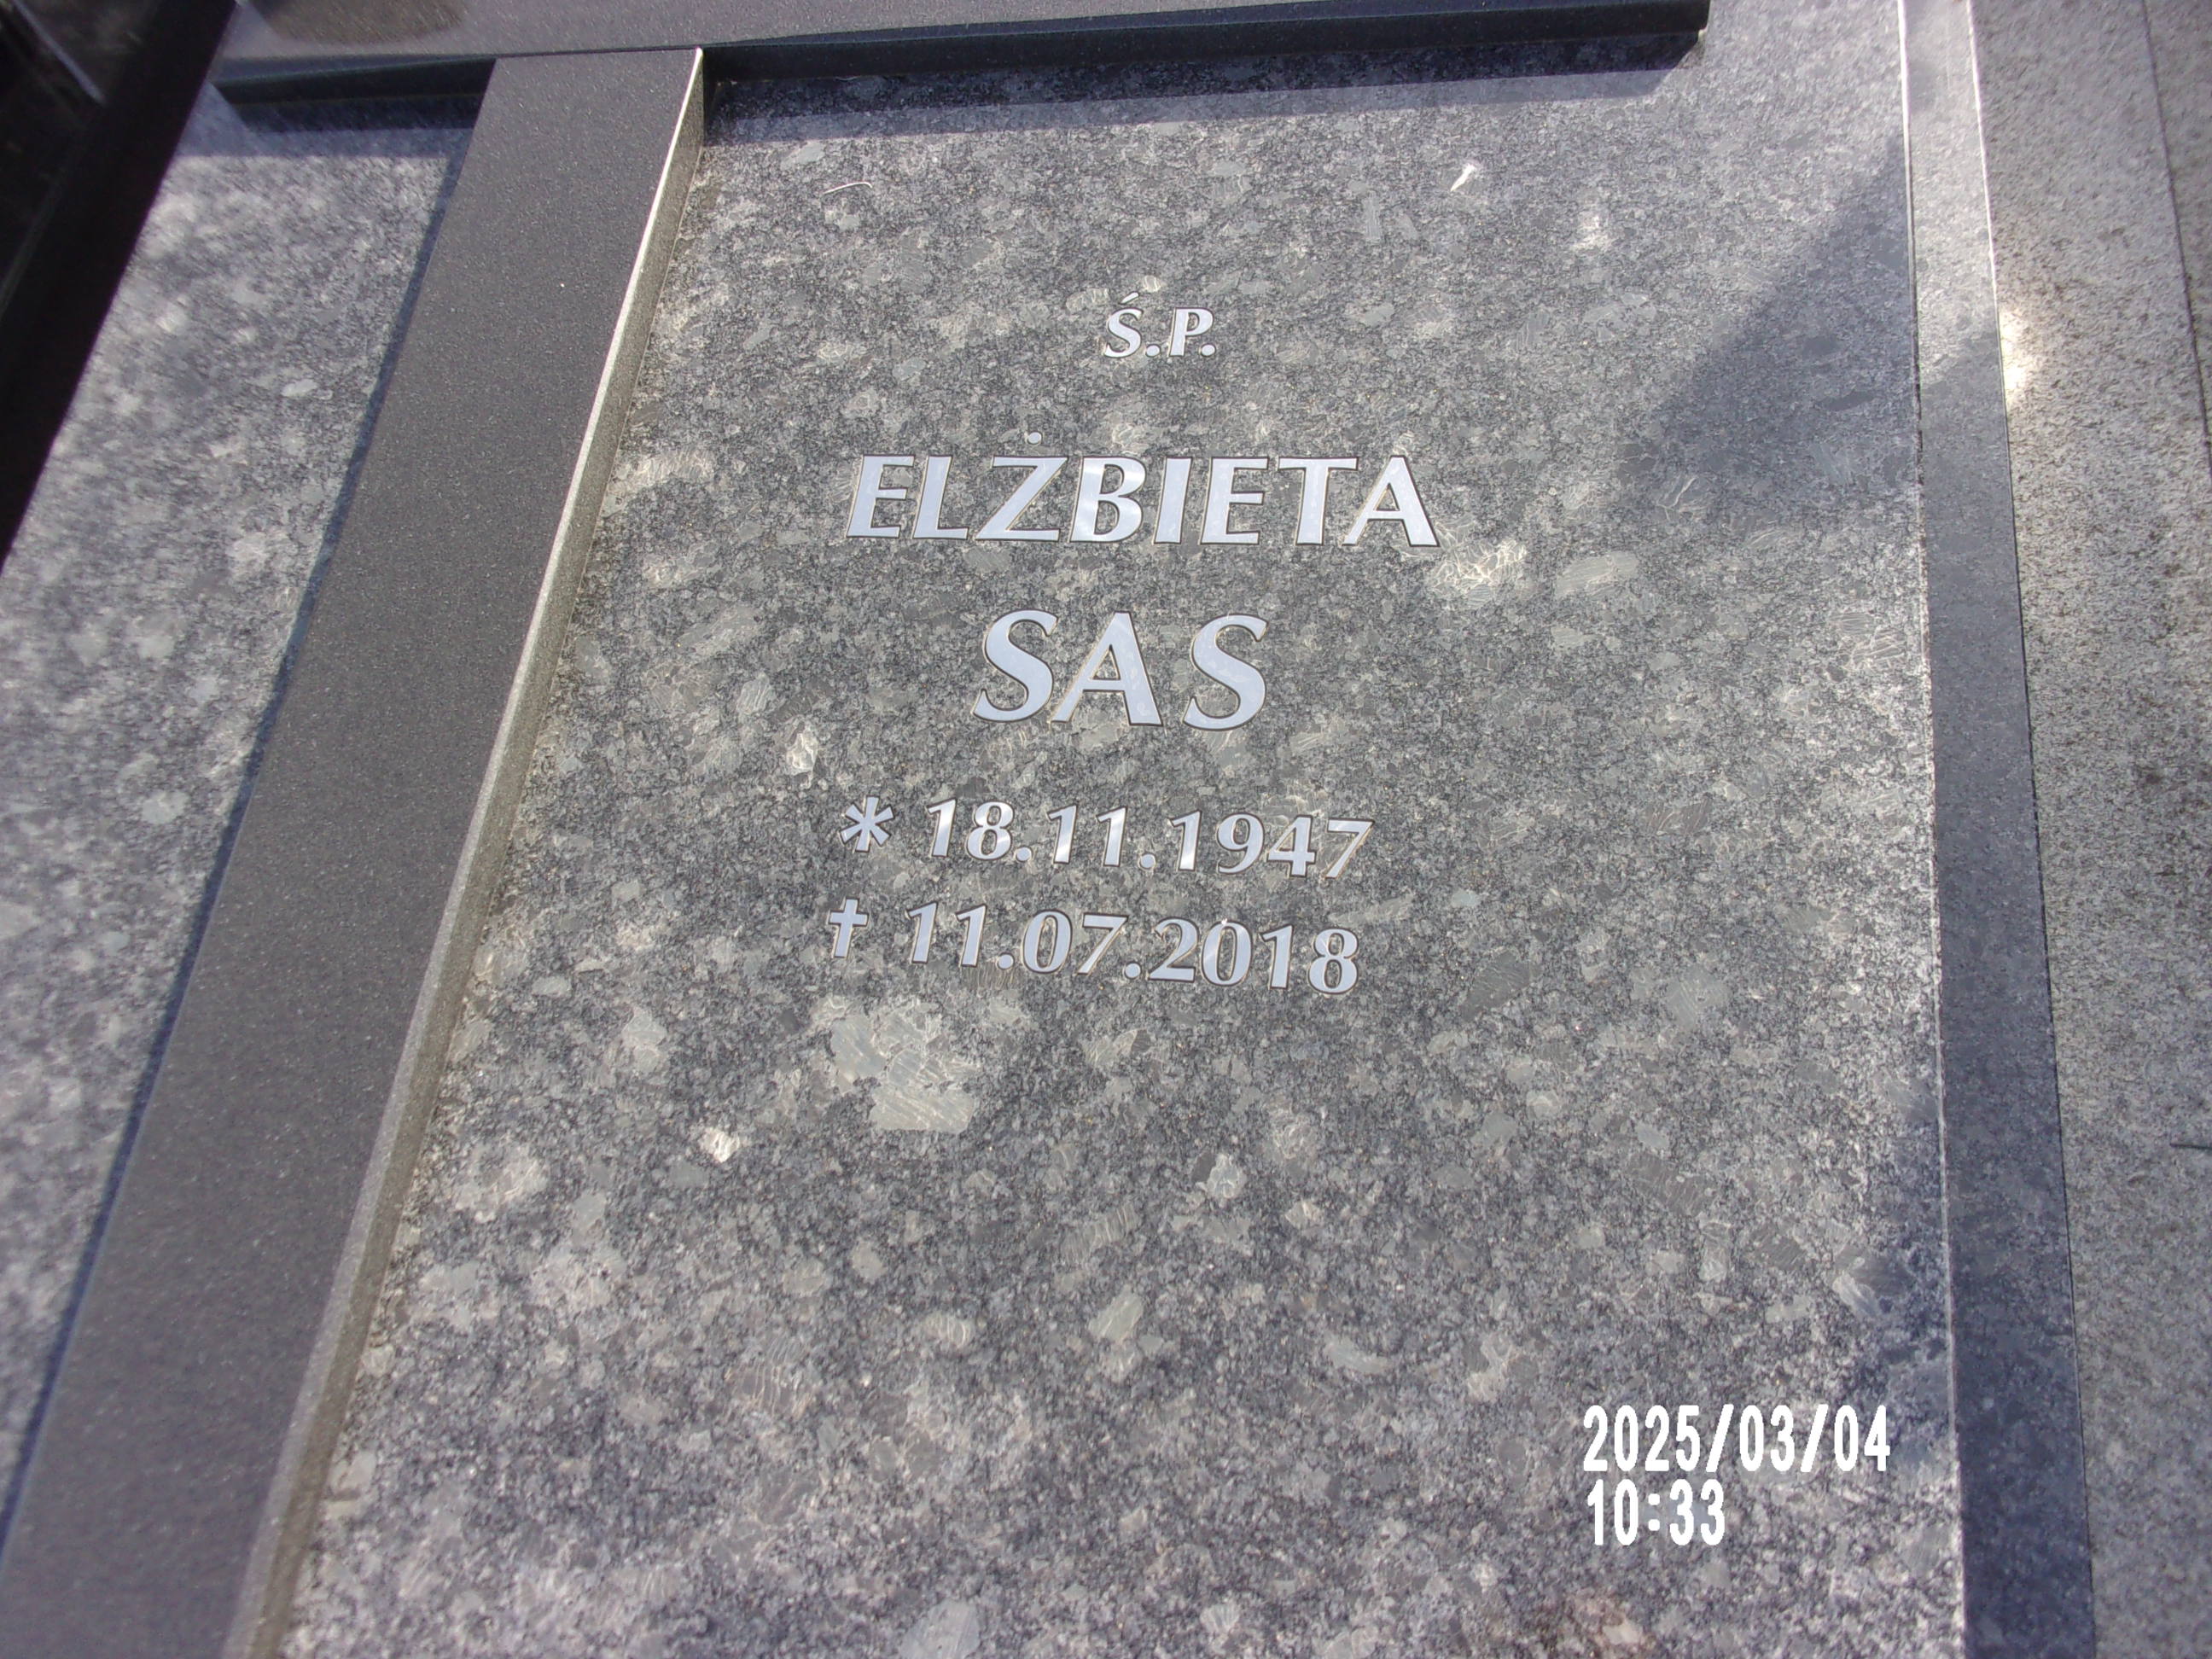 Ś.P.
ELŻBIETA
SAS
* 18.11.1947
✝ 11.07.2018
2025/03/04
10:33